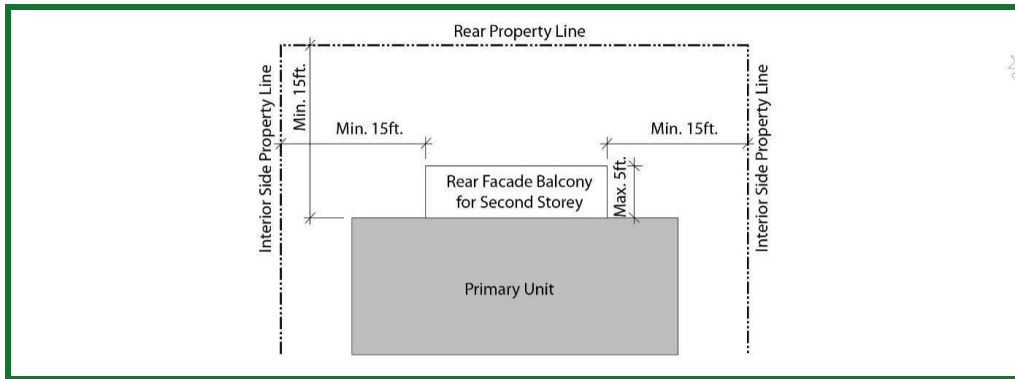 Rear Property Line
Interior Side Property Line
Min. 15ft.
Min. 15ft.
Min. 15ft.
Interior Side Property Line
Rear Facade Balcony
for Second Storey
Max. 5ft.
Primary Unit